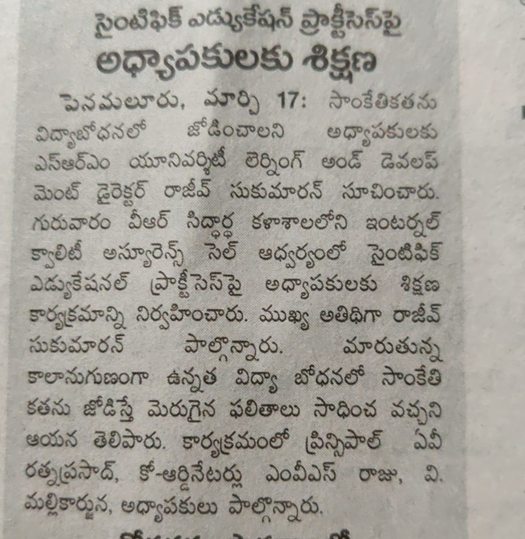 సైంటిఫిక్ ఎడ్యుకేషన్ ప్రాక్టీసెస్‌పై
అధ్యాపకులకు శిక్షణ
పెనమలూరు, మార్చి 17: సాంకేతికతను
విద్యాబోధనలో జోడించాలని అధ్యాపకులకు
ఎస్ఆర్ఎం యూనివర్శిటీ లెర్నింగ్ అండ్ డెవలప్
మెంట్ డైరెక్టర్ రాజీవ్ సుకుమారన్ సూచించారు.
గురువారం వీఆర్ సిద్ధార్థ కళాశాలలోని ఇంటర్నల్
క్వాలిటీ అస్యూరెన్స్ సెల్ ఆధ్వర్యంలో సైంటిఫిక్
ఎడ్యుకేషనల్ ప్రాక్టీసెస్‌పై అధ్యాపకులకు శిక్షణ
కార్యక్రమాన్ని నిర్వహించారు. ముఖ్య అతిథిగా రాజీవ్
సుకుమారన్ పాల్గొన్నారు. మారుతున్న
కాలానుగుణంగా ఉన్నత విద్యా బోధనలో సాంకేతి
కతను జోడిస్తే మెరుగైన ఫలితాలు సాధించ వచ్చని
ఆయన తెలిపారు. కార్యక్రమంలో ప్రిన్సిపాల్ ఏవీ
రత్నప్రసాద్, కో-ఆర్డినేటర్లు ఎంవీఎస్ రాజు, వి.
మల్లికార్జున, అధ్యాపకులు పాల్గొన్నారు.